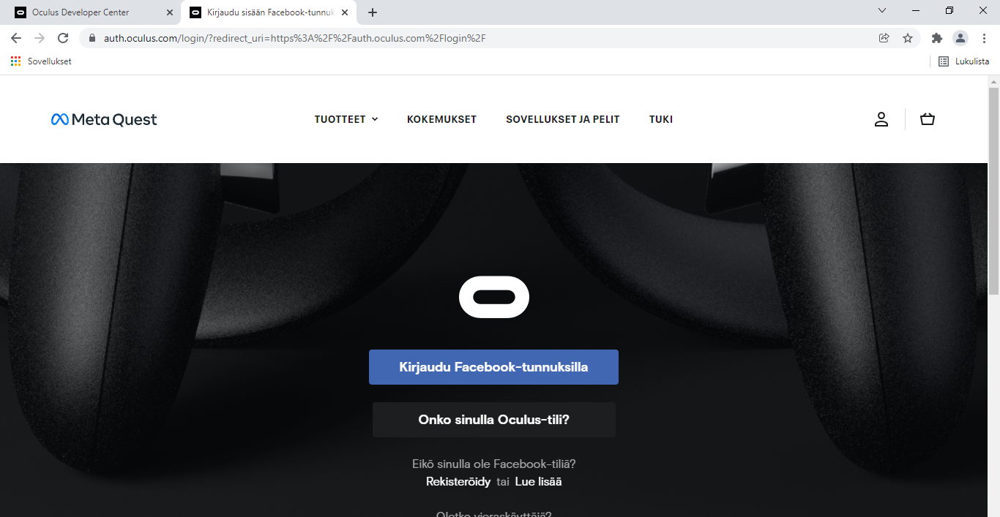 Oculus Developer Center
Kirjaudu sisään Facebook-tunnuk
auth.oculus.com/login/?redirect_uri=https%3A%2F%2Fauth.oculus.com%2Flogin%2F
Sovellukset
Lukulista
Meta Quest
TUOTTEET
KOKEMUKSET
SOVELLUKSET JA PELIT
TUKI
Kirjaudu Facebook-tunnuksilla
Onko sinulla Oculus-tili?
Eikö sinulla ole Facebook-tiliä?
Rekisteröidy tai Lue lisää
Oletko vieraskäyttäjä?